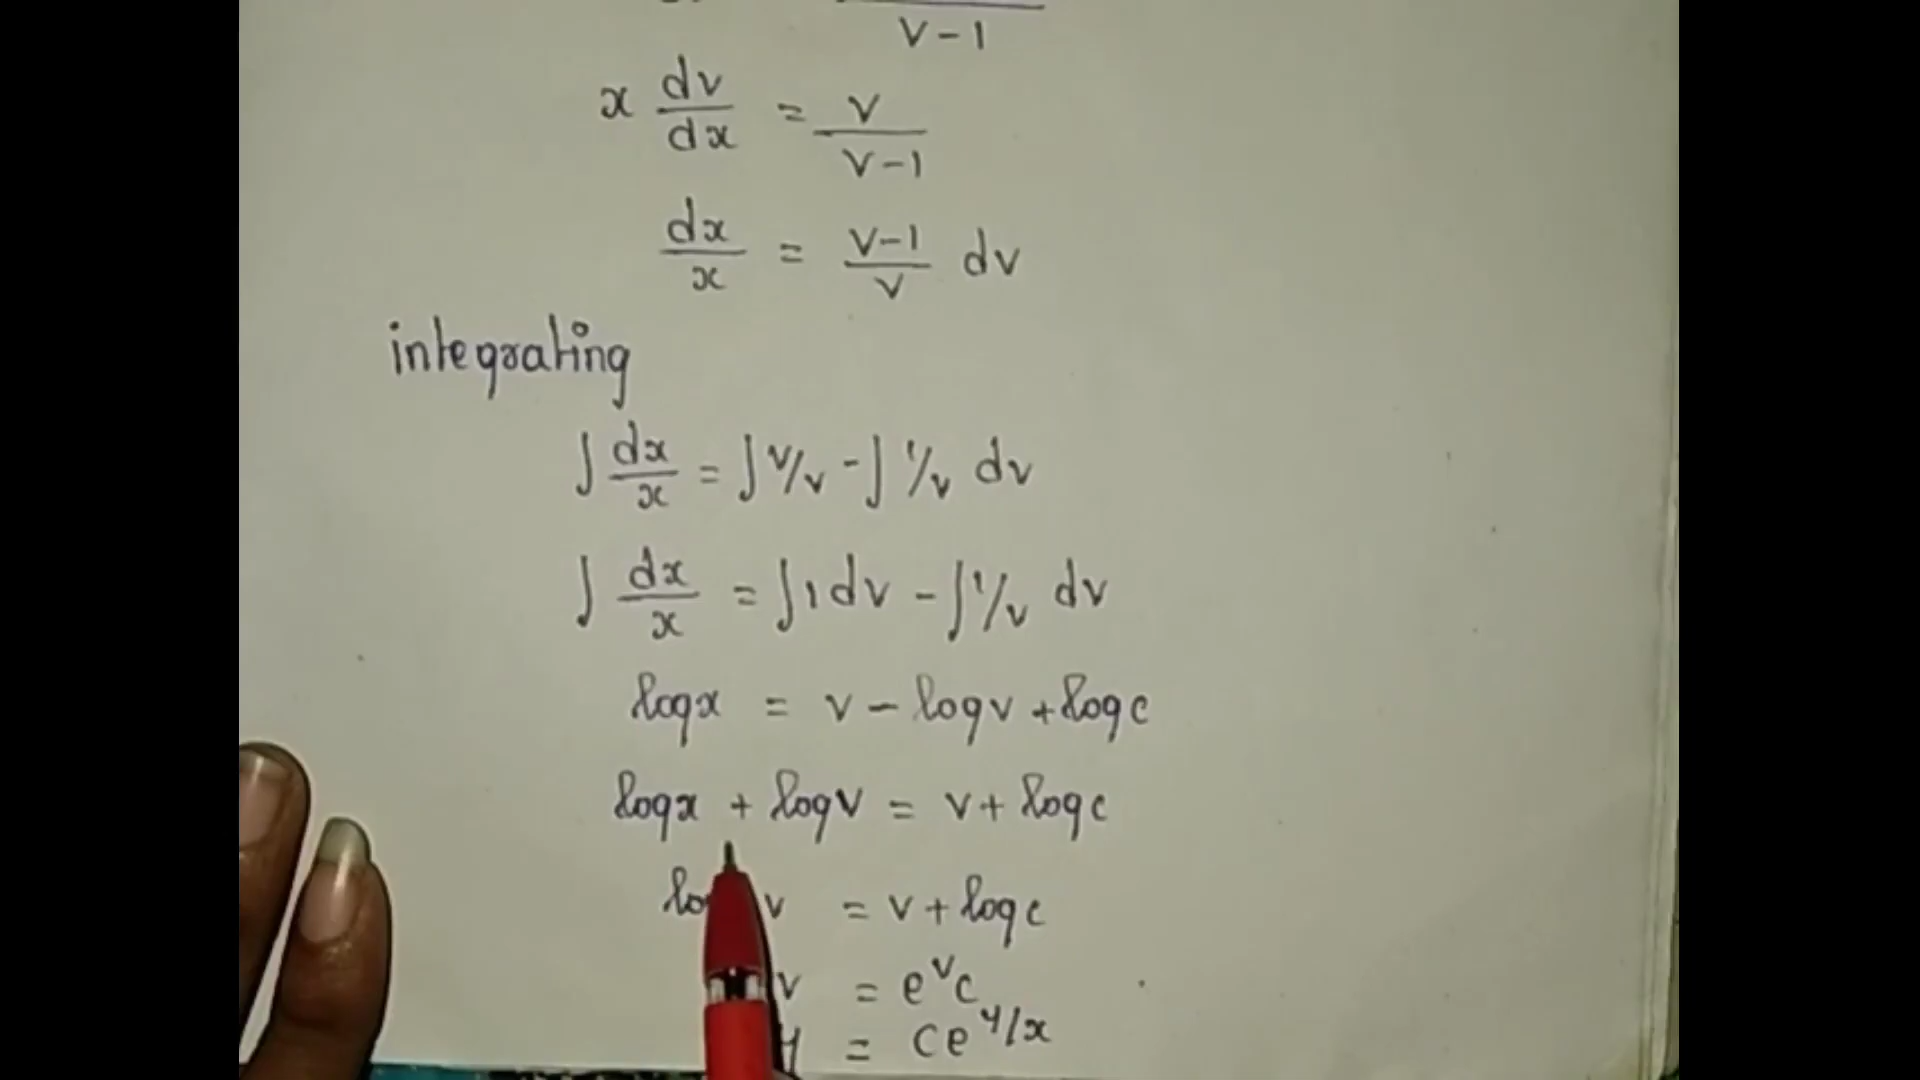 v-1
x dv/dx = v/v-1
dx/x = v-1/v dv
integrating
∫ dx/x = ∫ v/v - ∫ 1/v dv
∫ dx/x = ∫ 1 dv - ∫ 1/v dv
log x = v - log v + log c
log x + log v = v + log c
v = v + log c
v = e^v c
y = c e^y/x